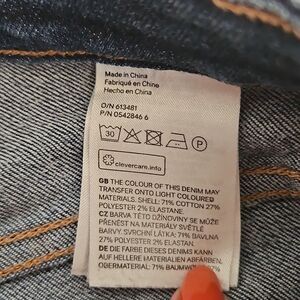 Made in China
Fabriqué en Chine
Hecho en China
O/N 613481
P/N 0542846 6
30
P
clevercare.info
GB THE COLOUR OF THIS DENIM MAY
TRANSFER ONTO LIGHT COLOURED
MATERIALS. SHELL: 71% COTTON 27%
POLYESTER 2% ELASTANE
CZ BARVA TÉTO DŽÍNOVINY SE MŮŽE
PŘENÉST NA MATERIÁLY SVĚTLÉ
BARVY. SVRCHNÍ LÁTKA: 71% BAVLNA
27% POLYESTER 2% ELASTAN
DE DIE FARBE DIESES DENIMS KANN
AUF HELLERE MATERIALIEN ABFÄRBEN.
OBERMATERIAL: 71% 27%